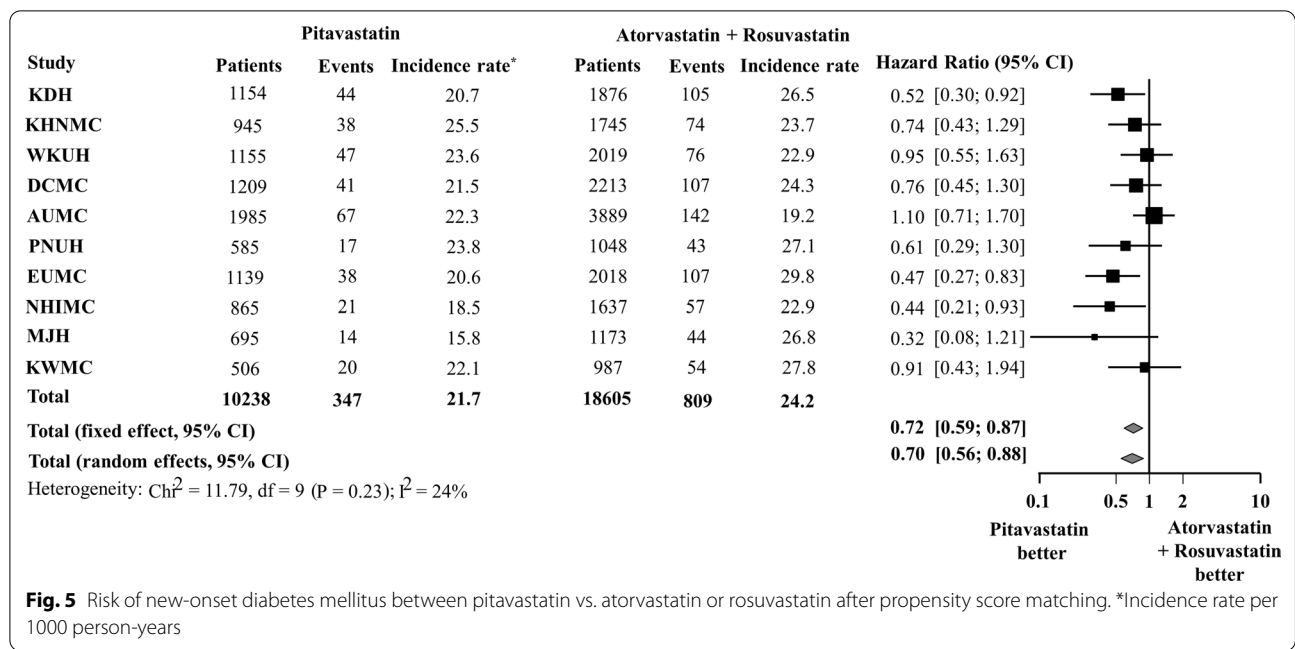 Pitavastatin Atorvastatin + Rosuvastatin
Study Patients Events Incidence rate* Patients Events Incidence rate Hazard Ratio (95% CI)
KDH 1154 44 20.7 1876 105 26.5 0.52 [0.30; 0.92]
KHNMC 945 38 25.5 1745 74 23.7 0.74 [0.43; 1.29]
WKUH 1155 47 23.6 2019 76 22.9 0.95 [0.55; 1.63]
DCMC 1209 41 21.5 2213 107 24.3 0.76 [0.45; 1.30]
AUMC 1985 67 22.3 3889 142 19.2 1.10 [0.71; 1.70]
PNUH 585 17 23.8 1048 43 27.1 0.61 [0.29; 1.30]
EUMC 1139 38 20.6 2018 107 29.8 0.47 [0.27; 0.83]
NHIMC 865 21 18.5 1637 57 22.9 0.44 [0.21; 0.93]
MJH 695 14 15.8 1173 44 26.8 0.32 [0.08; 1.21]
KWMC 506 20 22.1 987 54 27.8 0.91 [0.43; 1.94]
Total 10238 347 21.7 18605 809 24.2
Total (fixed effect, 95% CI) 0.72 [0.59; 0.87]
Total (random effects, 95% CI) 0.70 [0.56; 0.88]
Heterogeneity: Chi² = 11.79, df = 9 (P = 0.23); I² = 24%
0.1 0.5 1 2 10
Pitavastatin Atorvastatin
better + Rosuvastatin
better
Fig. 5 Risk of new-onset diabetes mellitus between pitavastatin vs. atorvastatin or rosuvastatin after propensity score matching. *Incidence rate per
1000 person-years